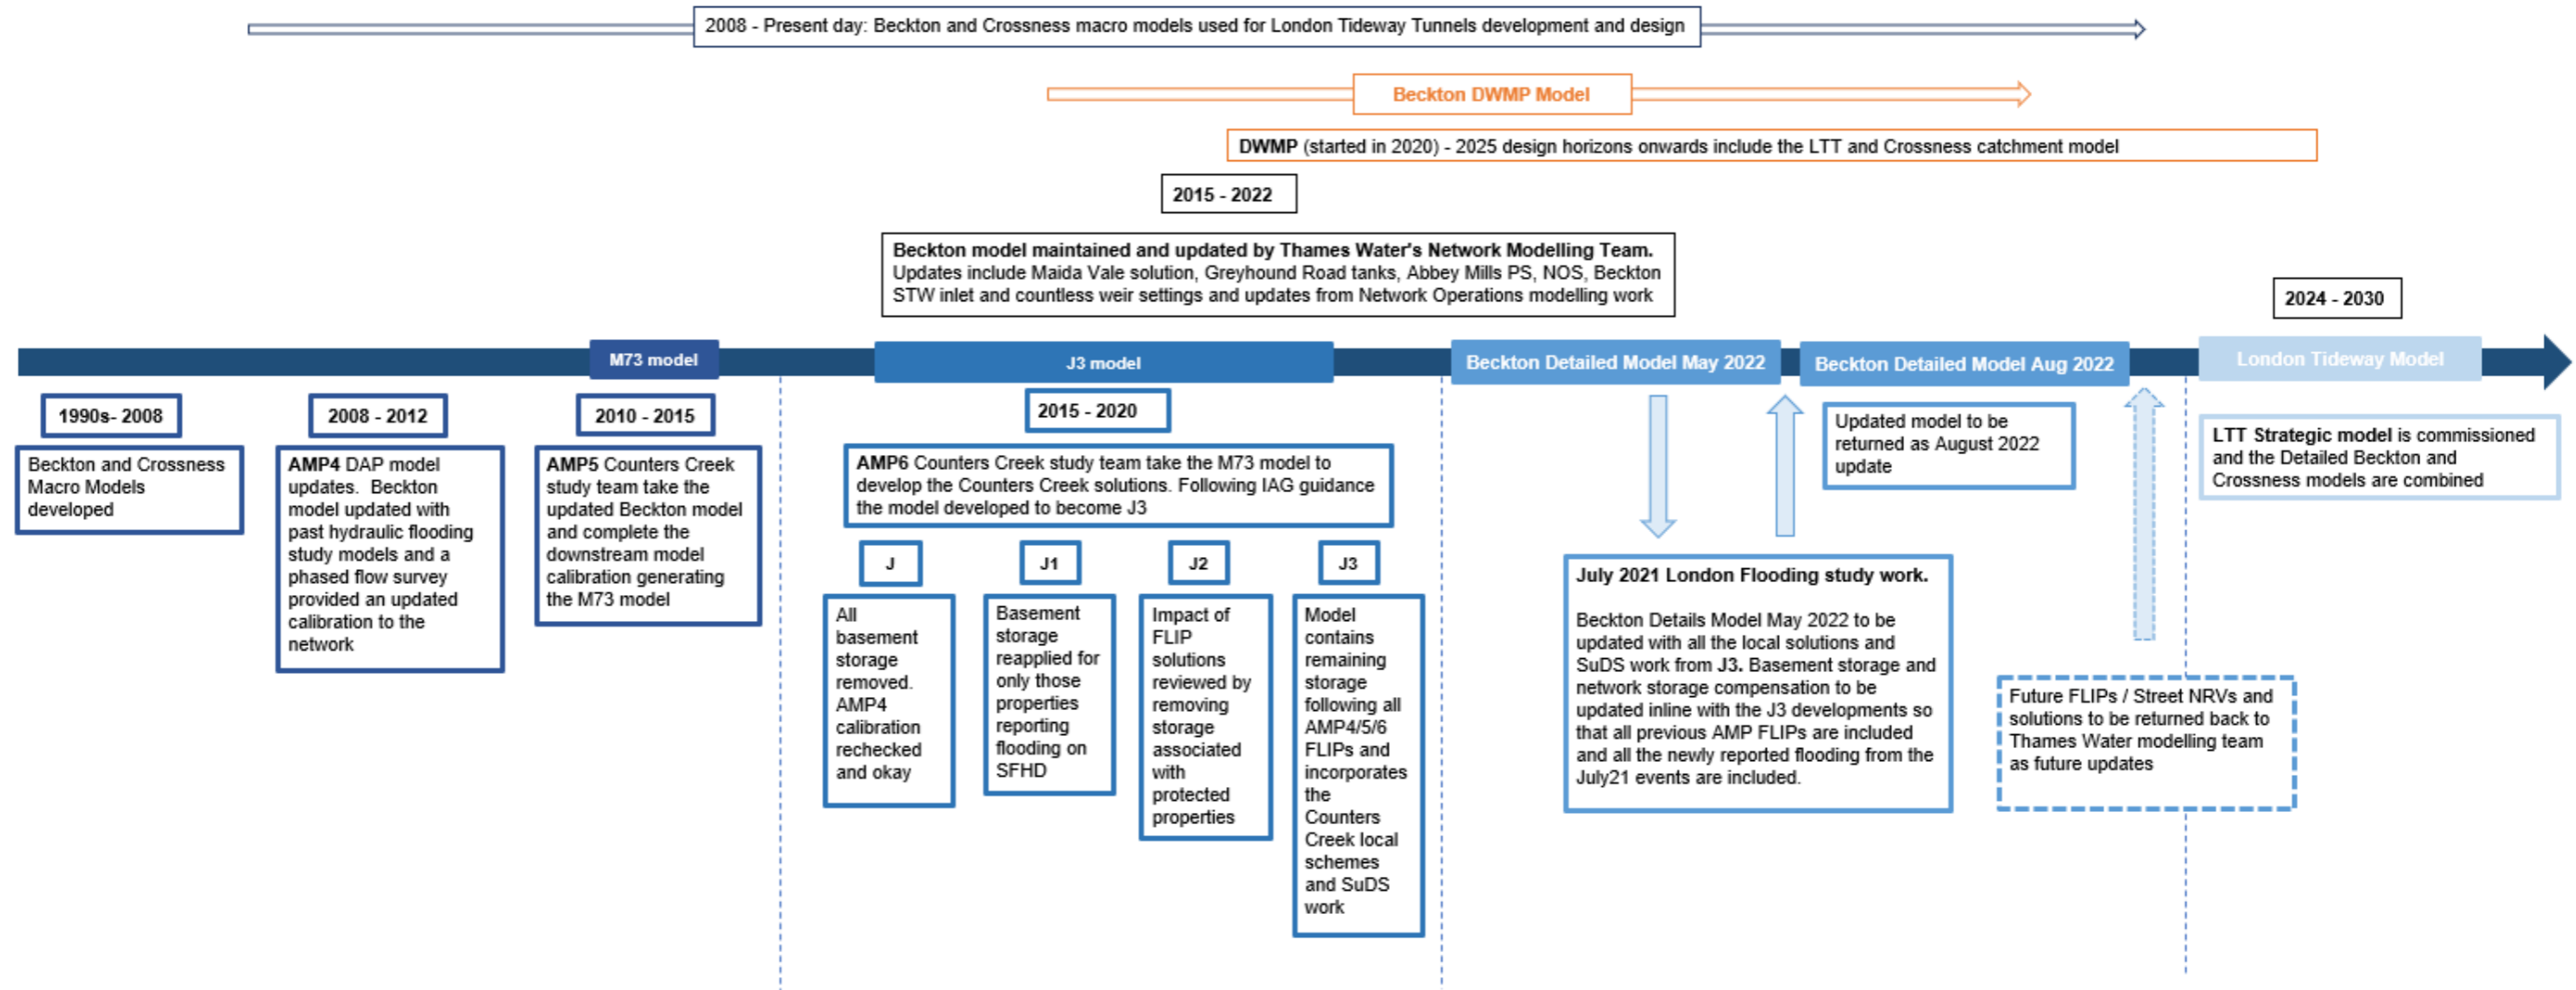 2008 - Present day: Beckton and Crossness macro models used for London Tideway Tunnels development and design
Beckton DWMP Model
DWMP (started in 2020) - 2025 design horizons onwards include the LTT and Crossness catchment model
2015 - 2022
Beckton model maintained and updated by Thames Water's Network Modelling Team.
Updates include Maida Vale solution, Greyhound Road tanks, Abbey Mills PS, NOS, Beckton
STW inlet and countless weir settings and updates from Network Operations modelling work
2024 - 2030
M73 model
J3 model
Beckton Detailed Model May 2022
Beckton Detailed Model Aug 2022
London Tideway Model
1990s- 2008
Beckton and Crossness
Macro Models
developed
2008 - 2012
AMP4 DAP model
updates. Beckton
model updated with
past hydraulic flooding
study models and a
phased flow survey
provided an updated
calibration to the
network
2010 - 2015
AMP5 Counters Creek
study team take the
updated Beckton model
and complete the
downstream model
calibration generating
the M73 model
2015 - 2020
AMP6 Counters Creek study team take the M73 model to
develop the Counters Creek solutions. Following IAG guidance
the model developed to become J3
J
All
basement
storage
removed.
AMP4
calibration
rechecked
and okay
J1
Basement
storage
reapplied for
only those
properties
reporting
flooding on
SFHD
J2
Impact of
FLIP
solutions
reviewed by
removing
storage
associated
with
protected
properties
J3
Model
contains
remaining
storage
following all
AMP4/5/6
FLIPs and
incorporates
the
Counters
Creek local
schemes
and SuDS
work
Updated model to be
returned as August 2022
update
July 2021 London Flooding study work.
Beckton Details Model May 2022 to be
updated with all the local solutions and
SuDS work from J3. Basement storage and
network storage compensation to be
updated inline with the J3 developments so
that all previous AMP FLIPs are included
and all the newly reported flooding from the
July21 events are included.
Future FLIPs / Street NRVs and
solutions to be returned back to
Thames Water modelling team
as future updates
LTT Strategic model is commissioned
and the Detailed Beckton and
Crossness models are combined